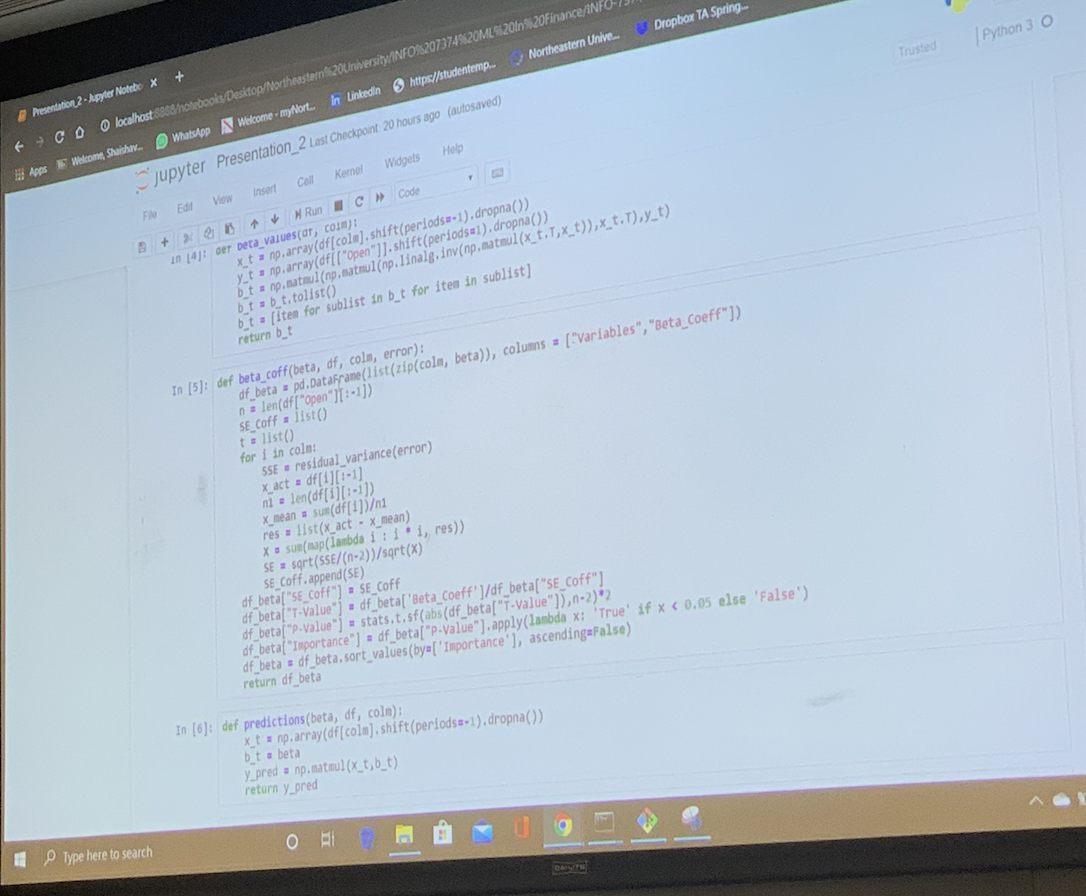 Presentation_2 - Jupyter Noteb
localhost:8888/notebooks/Desktop/Northeastern%20University/INFO%207374%20ML%20In%20Finance/INFO-
Apps Welcome, Shaishav... WhatsApp Welcome - myNort... LinkedIn https://studentemp... Northeastern Unive... Dropbox TA Spring...
jupyter Presentation_2 Last Checkpoint: 20 hours ago (autosaved)
File Edit View Insert Cell Kernel Widgets Help Trusted Python 3
Run Code
In [4]: def beta_values(df, colm):
x_t = np.array(df[colm].shift(periods=-1).dropna())
y_t = np.array(df[["Open"]].shift(periods=1).dropna())
b_t = np.matmul(np.matmul(np.linalg.inv(np.matmul(x_t.T,x_t)),x_t.T),y_t)
b_t = b_t.tolist()
b_t = [item for sublist in b_t for item in sublist]
return b_t
In [5]: def beta_coff(beta, df, colm, error):
df_beta = pd.DataFrame(list(zip(colm, beta)), columns = ["Variables","Beta_Coeff"])
n = len(df["Open"][:-1])
SE_Coff = list()
t = list()
for i in colm:
SSE = residual_variance(error)
x_act = df[i][:-1]
n1 = len(df[i][:-1])
x_mean = sum(df[i])/n1
res = list(x_act - x_mean)
X = sum(map(lambda i : i * i, res))
SE = sqrt(SSE/(n-2))/sqrt(X)
SE_Coff.append(SE)
df_beta["SE_Coff"] = SE_Coff
df_beta["T-Value"] = df_beta['Beta_Coeff']/df_beta["SE_Coff"]
df_beta["P-Value"] = stats.t.sf(abs(df_beta["T-Value"]),n-2)*2
df_beta["Importance"] = df_beta["P-Value"].apply(lambda x: 'True' if x < 0.05 else 'False')
df_beta = df_beta.sort_values(by=['Importance'], ascending=False)
return df_beta
In [6]: def predictions(beta, df, colm):
x_t = np.array(df[colm].shift(periods=-1).dropna())
b_t = beta
y_pred = np.matmul(x_t,b_t)
return y_pred
Type here to search